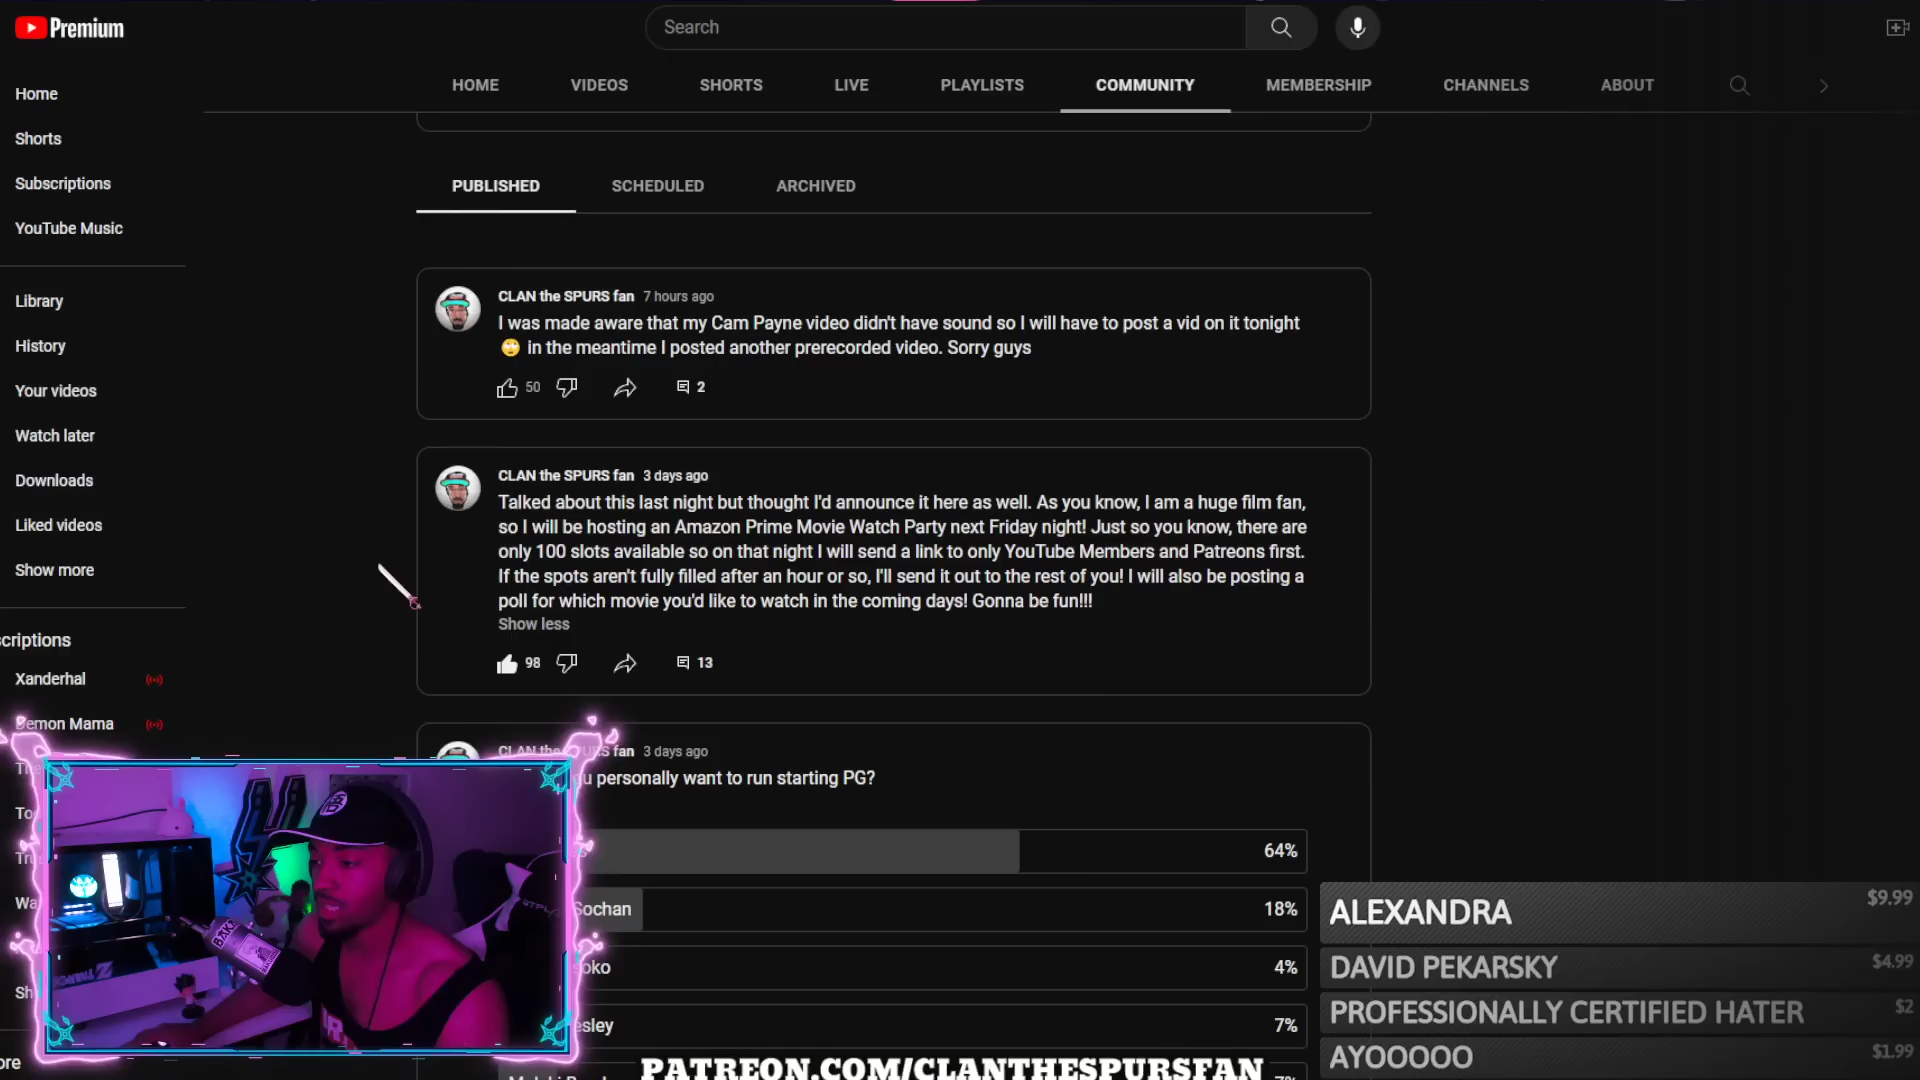 Premium
Search
Home
Shorts
Subscriptions
YouTube Music
Library
History
Your videos
Watch later
Downloads
Liked videos
Show more
criptions
Xanderhal
Demon Mama
HOME VIDEOS SHORTS LIVE PLAYLISTS COMMUNITY MEMBERSHIP CHANNELS ABOUT
PUBLISHED SCHEDULED ARCHIVED
CLAN the SPURS fan 7 hours ago
I was made aware that my Cam Payne video didn't have sound so I will have to post a vid on it tonight
🙄 in the meantime I posted another prerecorded video. Sorry guys
50 2
CLAN the SPURS fan 3 days ago
Talked about this last night but thought I'd announce it here as well. As you know, I am a huge film fan,
so I will be hosting an Amazon Prime Movie Watch Party next Friday night! Just so you know, there are
only 100 slots available so on that night I will send a link to only YouTube Members and Patreons first.
If the spots aren't fully filled after an hour or so, I'll send it out to the rest of you! I will also be posting a
poll for which movie you'd like to watch in the coming days! Gonna be fun!!!
Show less
98 13
CLAN the SPURS fan 3 days ago
u personally want to run starting PG?
64%
Sochan 18%
oko 4%
esley 7%
ALEXANDRA $9.99
DAVID PEKARSKY $4.99
PROFESSIONALLY CERTIFIED HATER $2
AYOOOOO $1.99
PATREON.COM/CLANTHESPURSFAN